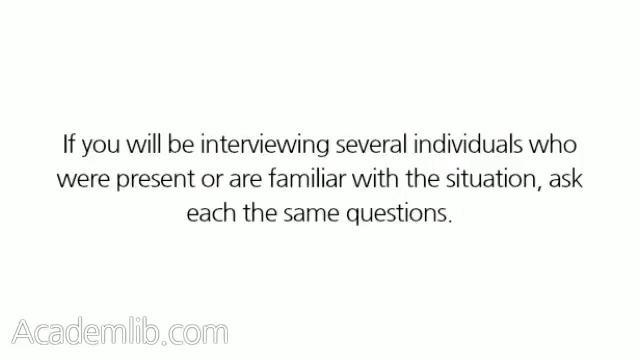 If you will be interviewing several individuals who
were present or are familiar with the situation, ask
each the same questions.
Academlib.com